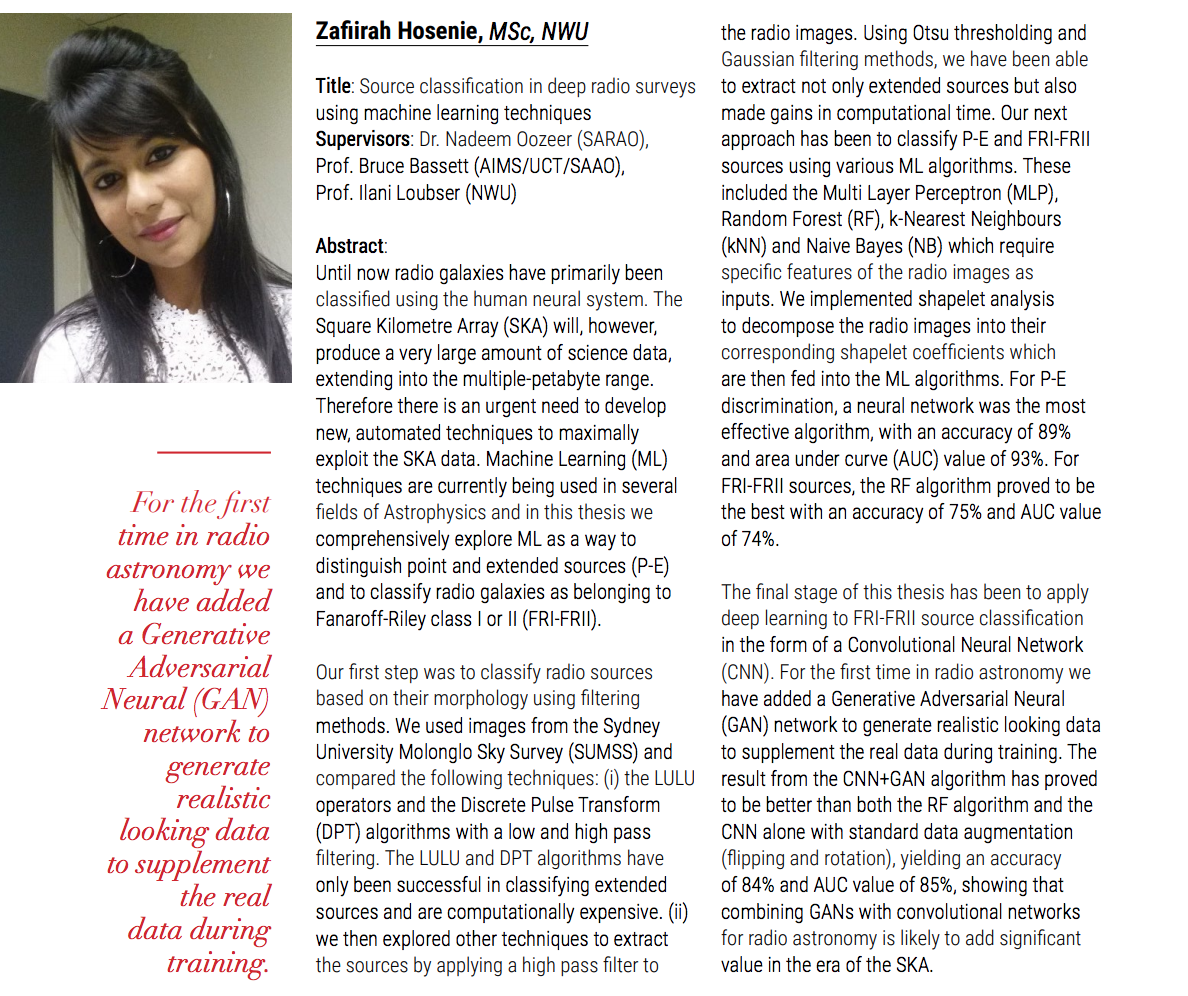 Zafiirah Hosenie, MSc, NWU
Title: Source classification in deep radio surveys
using machine learning techniques
Supervisors: Dr. Nadeem Oozeer (SARAO),
Prof. Bruce Bassett (AIMS/UCT/SAAO),
Prof. Ilani Loubser (NWU)
Abstract:
Until now radio galaxies have primarily been
classified using the human neural system. The
Square Kilometre Array (SKA) will, however,
produce a very large amount of science data,
extending into the multiple-petabyte range.
Therefore there is an urgent need to develop
new, automated techniques to maximally
exploit the SKA data. Machine Learning (ML)
techniques are currently being used in several
fields of Astrophysics and in this thesis we
comprehensively explore ML as a way to
distinguish point and extended sources (P-E)
and to classify radio galaxies as belonging to
Fanaroff-Riley class I or II (FRI-FRII).
Our first step was to classify radio sources
based on their morphology using filtering
methods. We used images from the Sydney
University Molonglo Sky Survey (SUMSS) and
compared the following techniques: (i) the LULU
operators and the Discrete Pulse Transform
(DPT) algorithms with a low and high pass
filtering. The LULU and DPT algorithms have
only been successful in classifying extended
sources and are computationally expensive. (ii)
we then explored other techniques to extract
the sources by applying a high pass filter to
the radio images. Using Otsu thresholding and
Gaussian filtering methods, we have been able
to extract not only extended sources but also
made gains in computational time. Our next
approach has been to classify P-E and FRI-FRII
sources using various ML algorithms. These
included the Multi Layer Perceptron (MLP),
Random Forest (RF), k-Nearest Neighbours
(kNN) and Naive Bayes (NB) which require
specific features of the radio images as
inputs. We implemented shapelet analysis
to decompose the radio images into their
corresponding shapelet coefficients which
are then fed into the ML algorithms. For P-E
discrimination, a neural network was the most
effective algorithm, with an accuracy of 89%
and area under curve (AUC) value of 93%. For
FRI-FRII sources, the RF algorithm proved to be
the best with an accuracy of 75% and AUC value
of 74%.
The final stage of this thesis has been to apply
deep learning to FRI-FRII source classification
in the form of a Convolutional Neural Network
(CNN). For the first time in radio astronomy we
have added a Generative Adversarial Neural
(GAN) network to generate realistic looking data
to supplement the real data during training. The
result from the CNN+GAN algorithm has proved
to be better than both the RF algorithm and the
CNN alone with standard data augmentation
(flipping and rotation), yielding an accuracy
of 84% and AUC value of 85%, showing that
combining GANs with convolutional networks
for radio astronomy is likely to add significant
value in the era of the SKA.
For the first
time in radio
astronomy we
have added
a Generative
Adversarial
Neural (GAN)
network to
generate
realistic
looking data
to supplement
the real
data during
training.